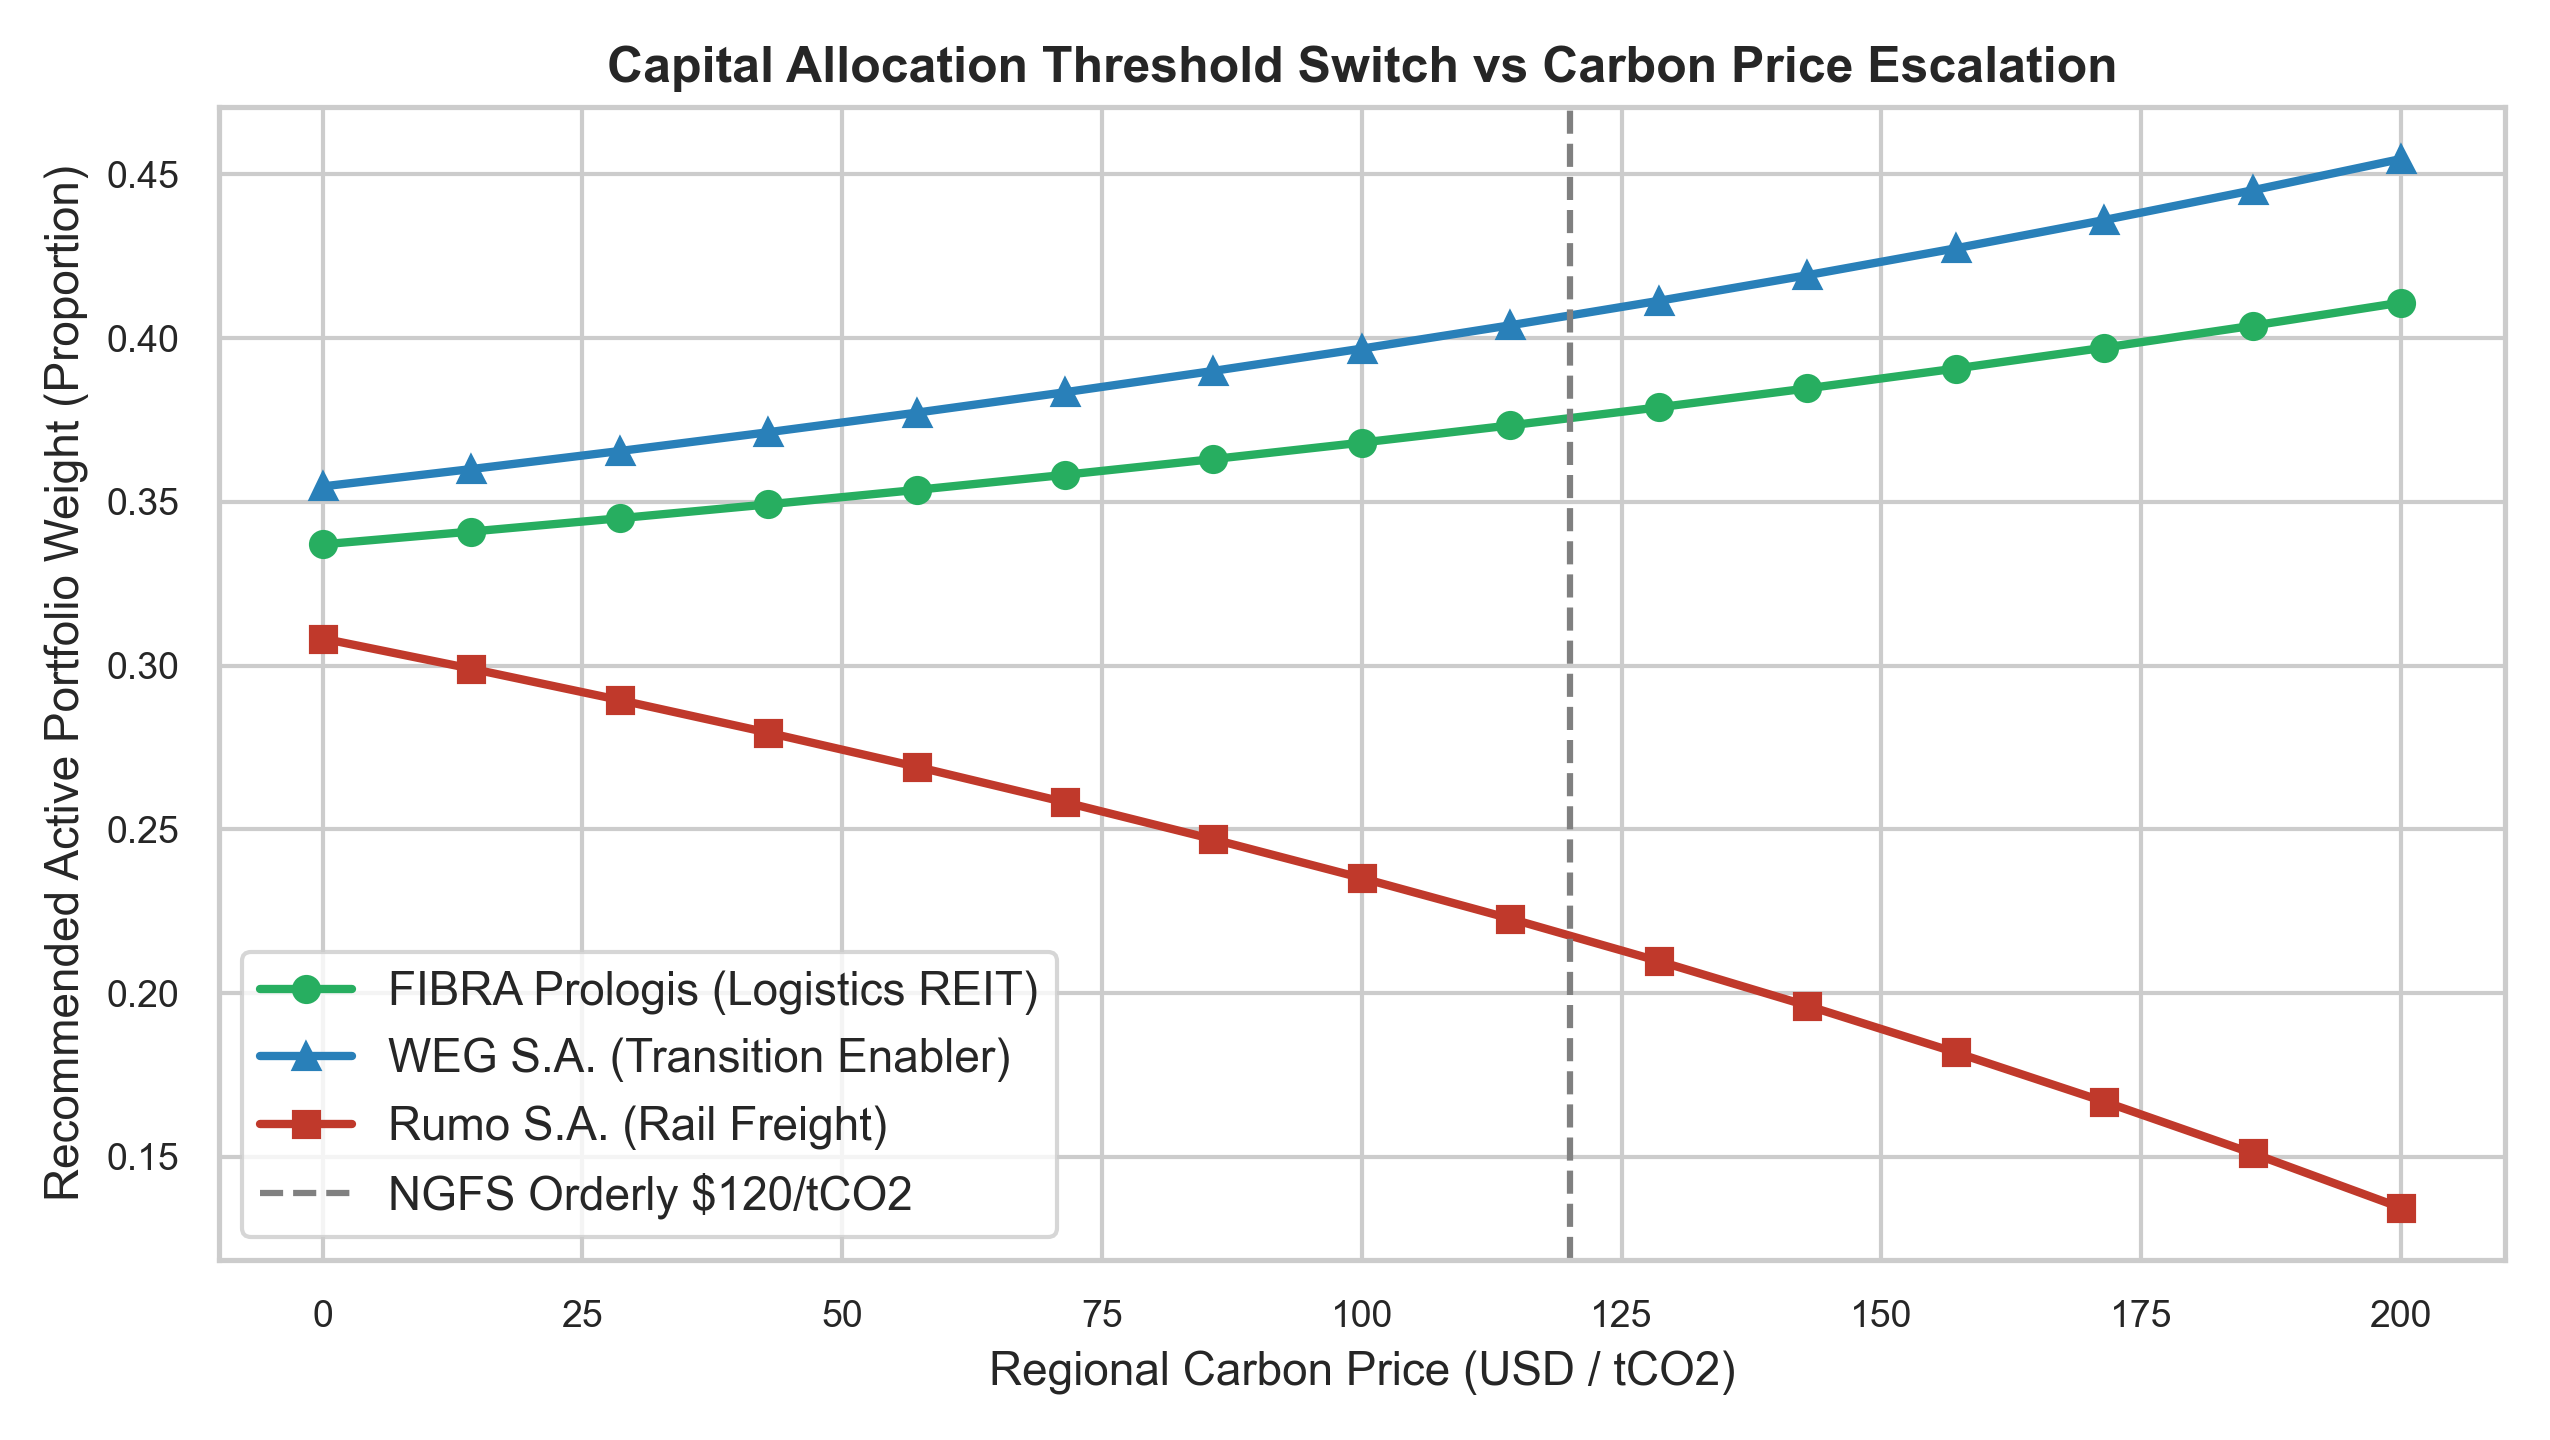 Capital Allocation Threshold Switch vs Carbon Price Escalation
Recommended Active Portfolio Weight (Proportion)
0.45
0.40
0.35
0.30
0.25
0.20
0.15
FIBRA Prologis (Logistics REIT)
WEG S.A. (Transition Enabler)
Rumo S.A. (Rail Freight)
NGFS Orderly $120/tCO2
0 25 50 75 100 125 150 175 200
Regional Carbon Price (USD / tCO2)